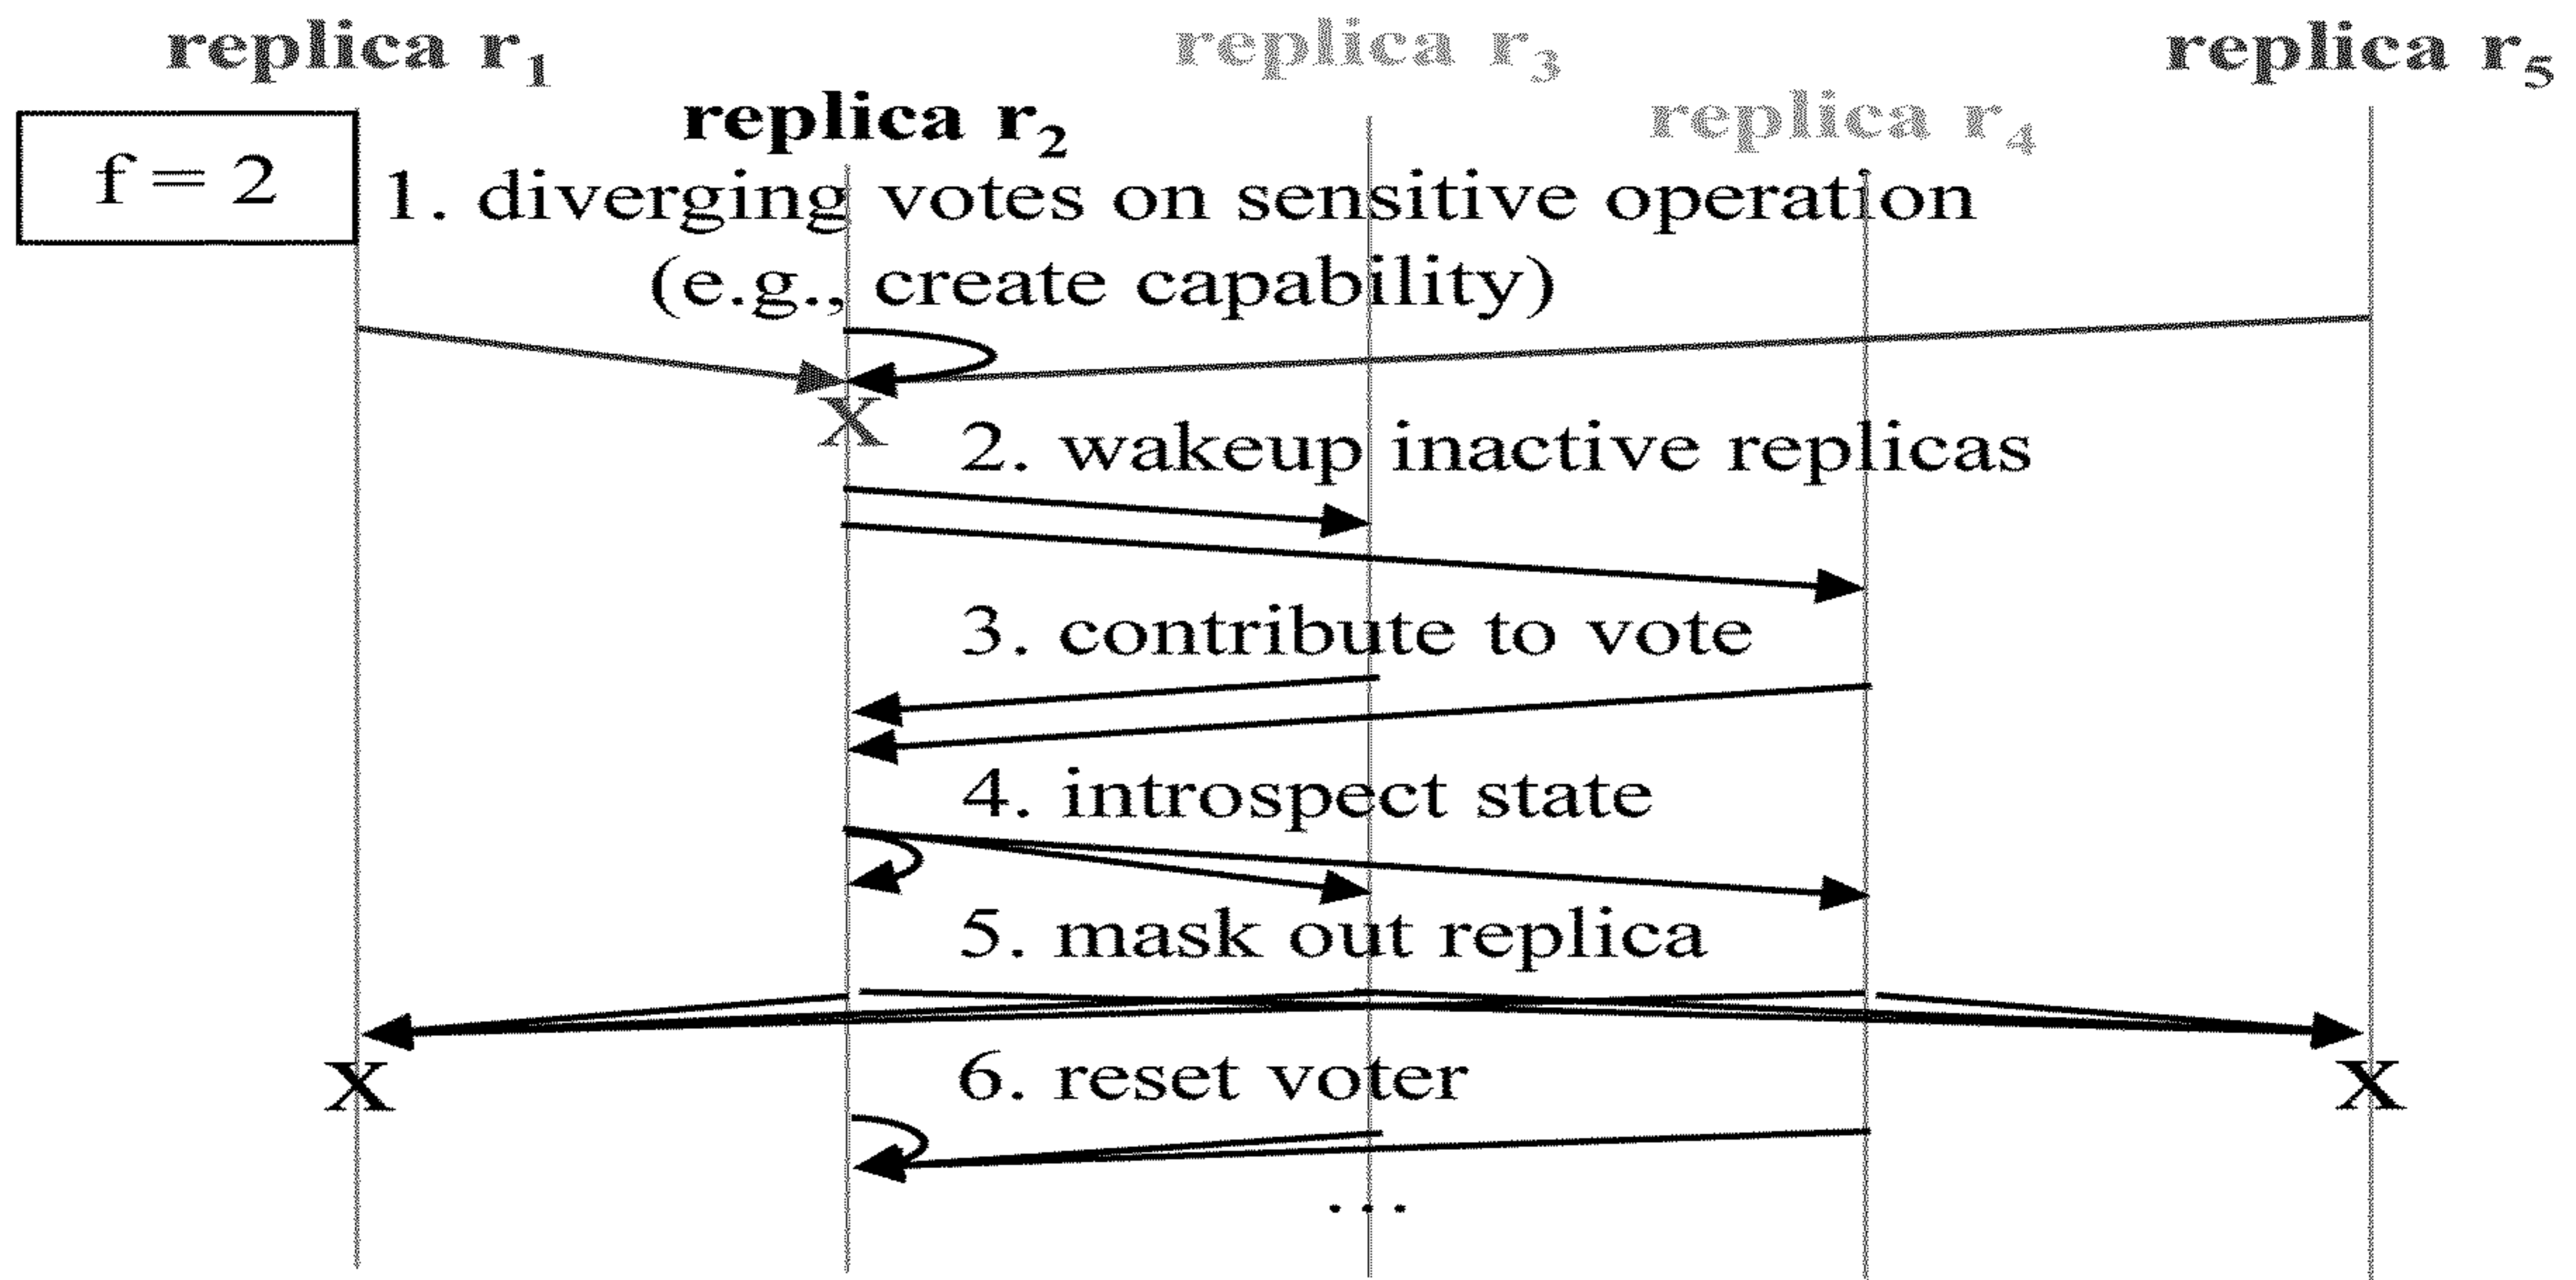 replica r1
replica r3
replica r5
replica r2
replica r4
f = 2
1. diverging votes on sensitive operation
(e.g., create capability)
X
2. wakeup inactive replicas
3. contribute to vote
4. introspect state
5. mask out replica
X
X
6. reset voter
...